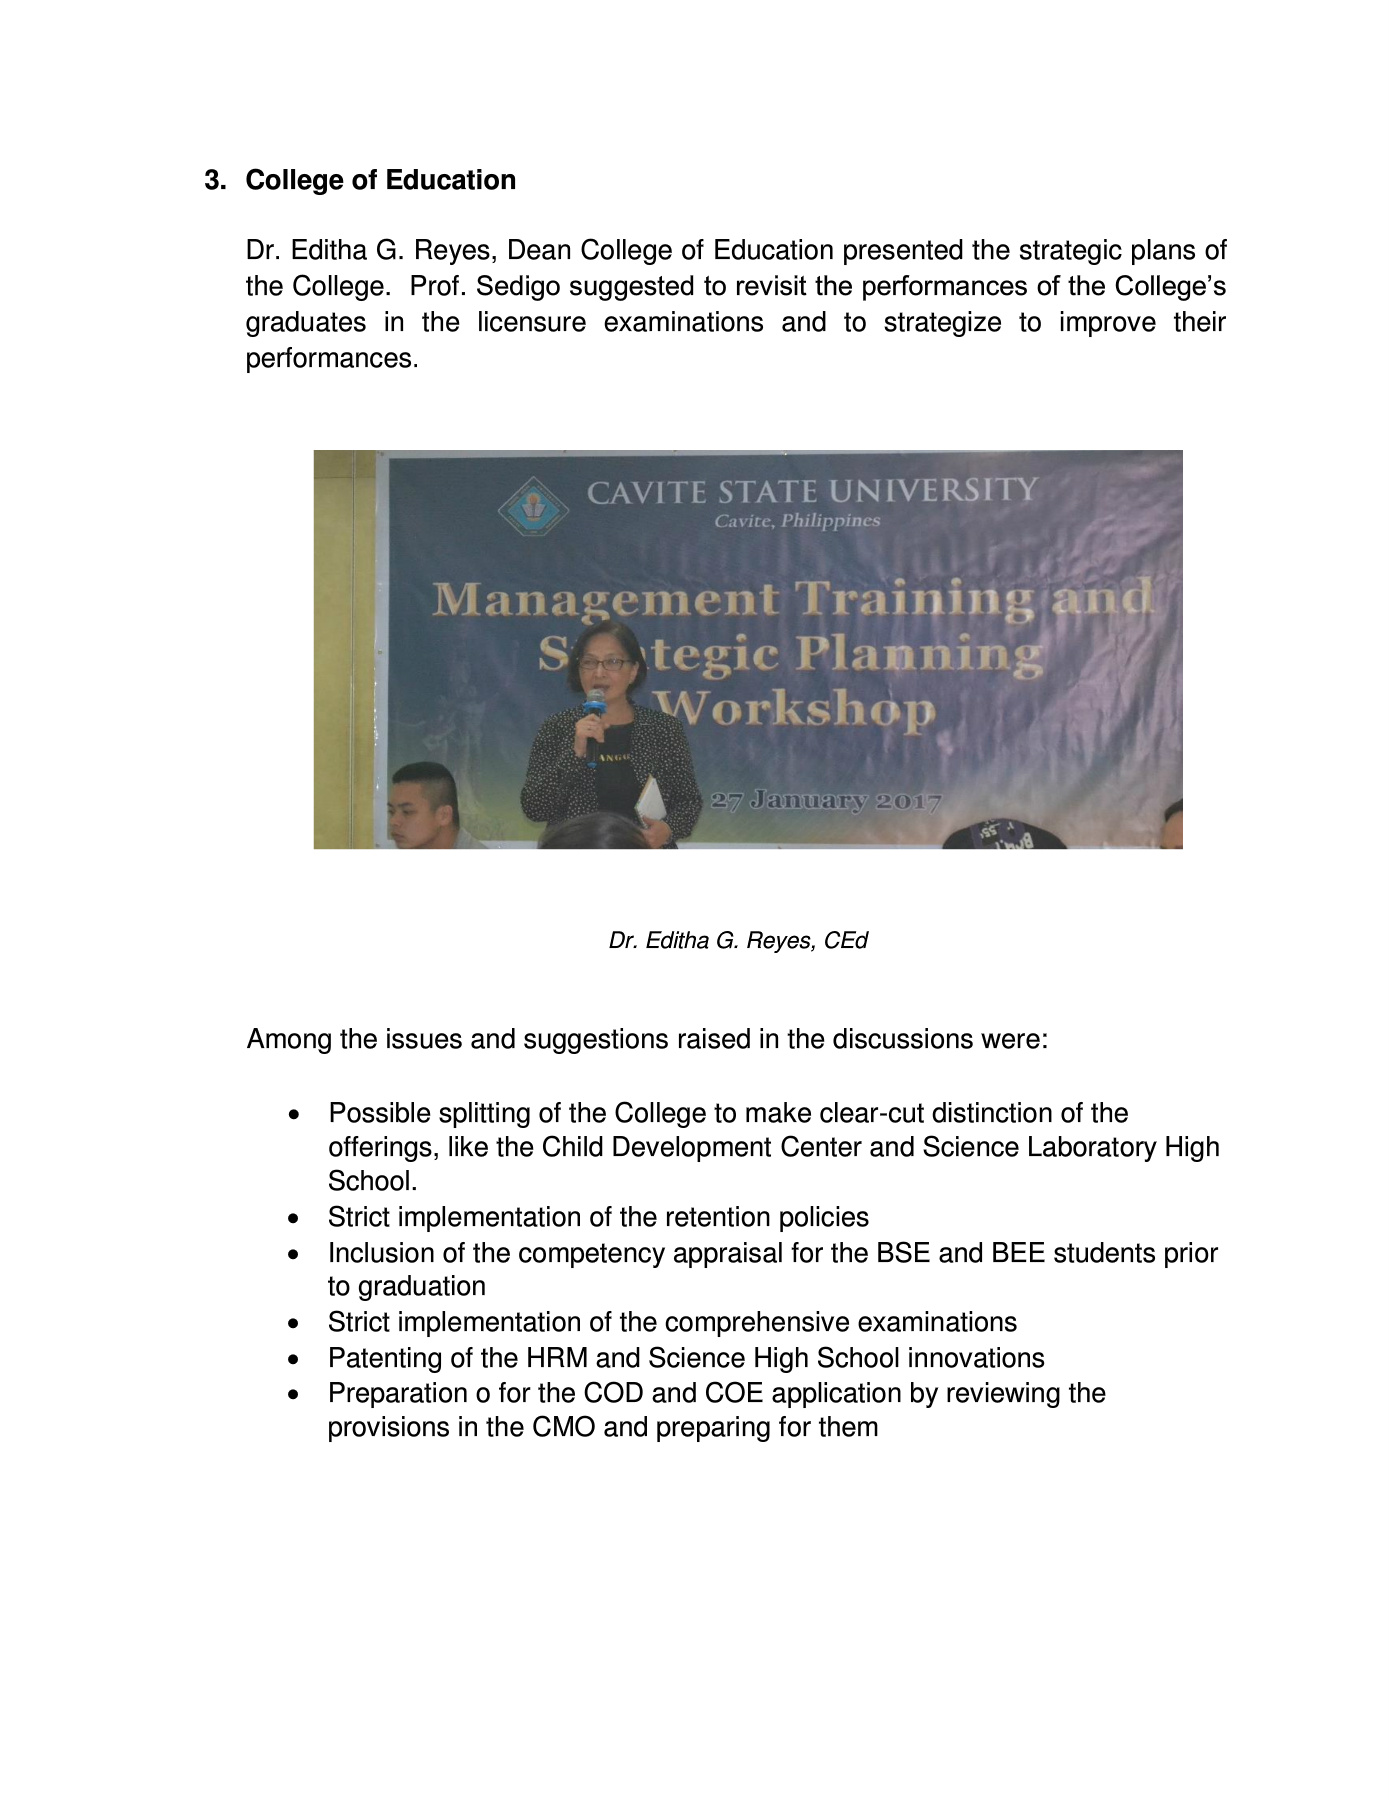 3. College of Education
Dr. Editha G. Reyes, Dean College of Education presented the strategic plans of
the College. Prof. Sedigo suggested to revisit the performances of the College’s
graduates in the licensure examinations and to strategize to improve their
performances.
CAVITE STATE UNIVERSITY
Cavite, Philippines
Management Training and
Strategic Planning
Workshop
27 January 2017
Dr. Editha G. Reyes, CEd
Among the issues and suggestions raised in the discussions were:
• Possible splitting of the College to make clear-cut distinction of the
offerings, like the Child Development Center and Science Laboratory High
School.
• Strict implementation of the retention policies
• Inclusion of the competency appraisal for the BSE and BEE students prior
to graduation
• Strict implementation of the comprehensive examinations
• Patenting of the HRM and Science High School innovations
• Preparation o for the COD and COE application by reviewing the
provisions in the CMO and preparing for them